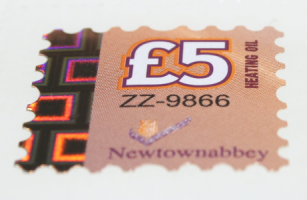 £5
HEATING OIL
ZZ-9866
Newtownabbey